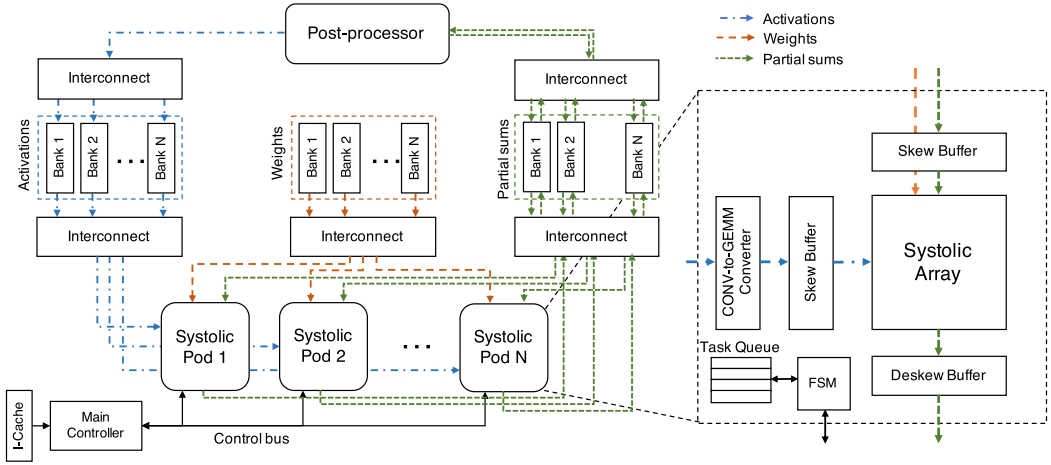 Post-processor
Activations
Weights
Partial sums
Interconnect
Interconnect
Activations
Bank 1
Bank 2
...
Bank N
Weights
Bank 1
Bank 2
...
Bank N
Partial sums
Bank 1
Bank 2
...
Bank N
Interconnect
Interconnect
Interconnect
Systolic
Pod 1
Systolic
Pod 2
...
Systolic
Pod N
I-Cache
Main
Controller
Control bus
Skew Buffer
CONV-to-GEMM
Converter
Skew Buffer
Systolic
Array
Task Queue
FSM
Deskew Buffer